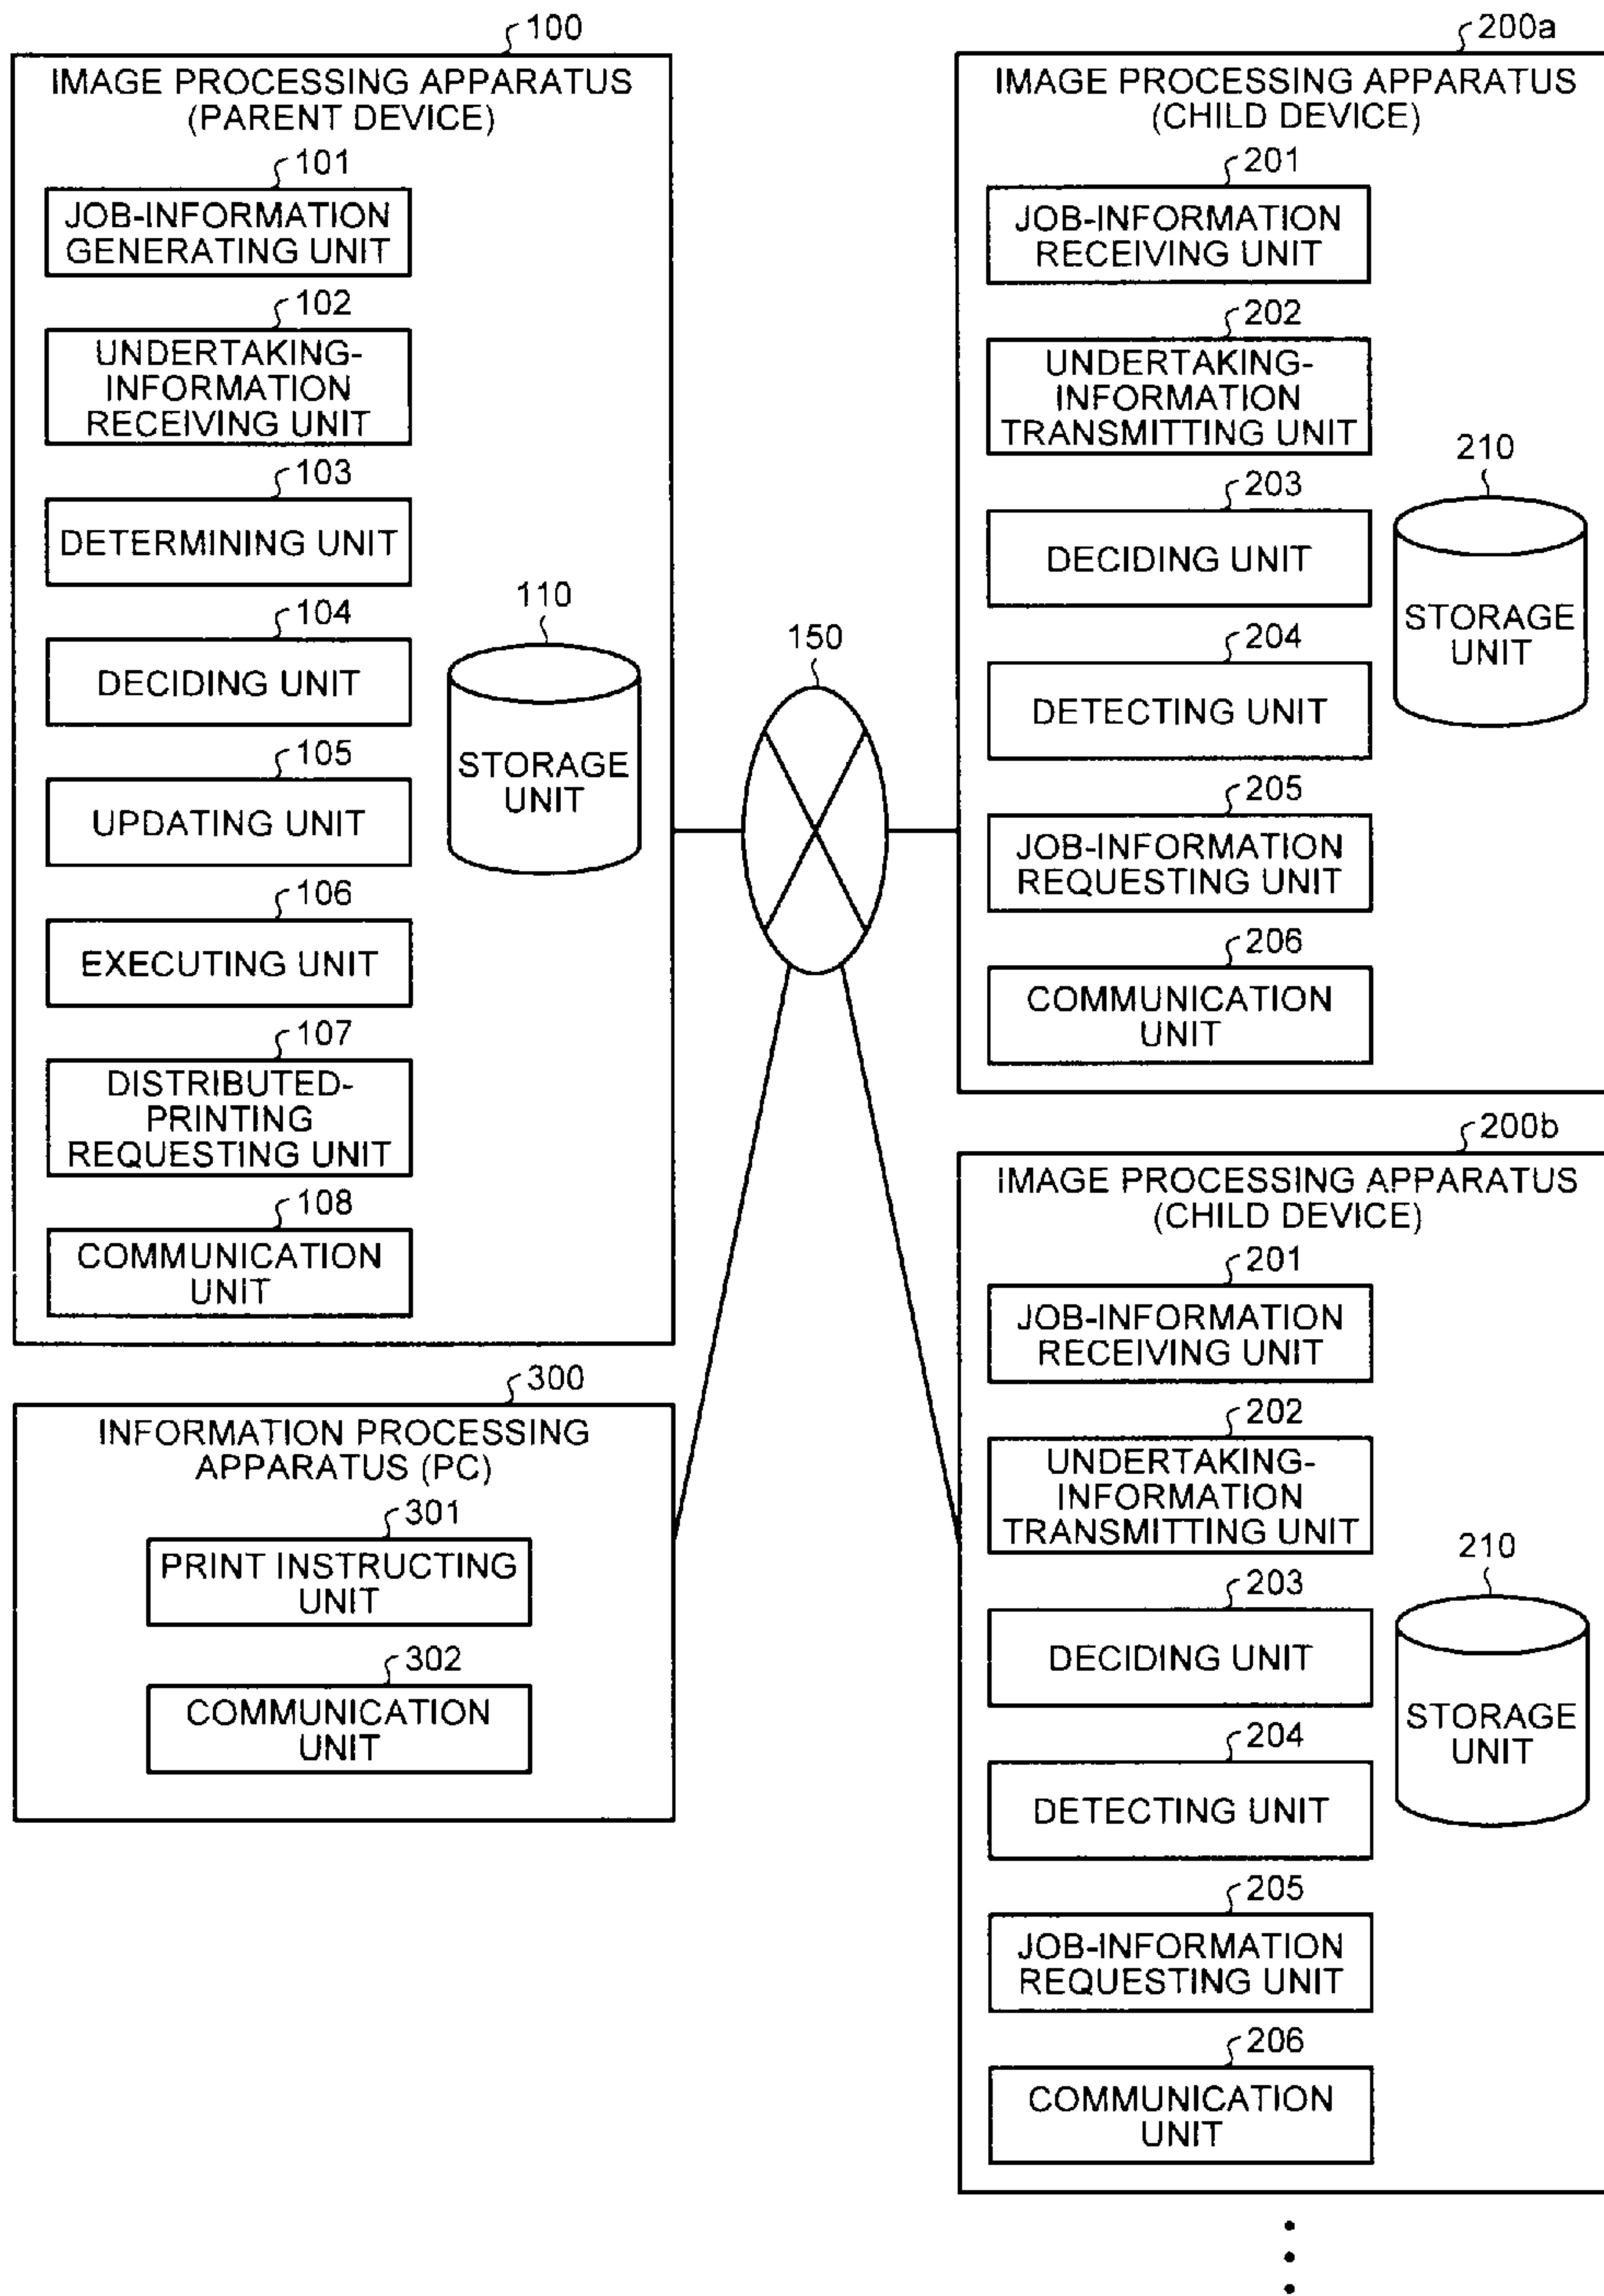 100
IMAGE PROCESSING APPARATUS
(PARENT DEVICE)
101
JOB-INFORMATION
GENERATING UNIT
102
UNDERTAKING-
INFORMATION
RECEIVING UNIT
103
DETERMINING UNIT
104
DECIDING UNIT
105
UPDATING UNIT
106
EXECUTING UNIT
107
DISTRIBUTED-
PRINTING
REQUESTING UNIT
108
COMMUNICATION
UNIT
110
STORAGE
UNIT
150
300
INFORMATION PROCESSING
APPARATUS (PC)
301
PRINT INSTRUCTING
UNIT
302
COMMUNICATION
UNIT
200a
IMAGE PROCESSING APPARATUS
(CHILD DEVICE)
201
JOB-INFORMATION
RECEIVING UNIT
202
UNDERTAKING-
INFORMATION
TRANSMITTING UNIT
203
DECIDING UNIT
204
DETECTING UNIT
205
JOB-INFORMATION
REQUESTING UNIT
206
COMMUNICATION
UNIT
210
STORAGE
UNIT
200b
IMAGE PROCESSING APPARATUS
(CHILD DEVICE)
201
JOB-INFORMATION
RECEIVING UNIT
202
UNDERTAKING-
INFORMATION
TRANSMITTING UNIT
203
DECIDING UNIT
204
DETECTING UNIT
205
JOB-INFORMATION
REQUESTING UNIT
206
COMMUNICATION
UNIT
210
STORAGE
UNIT